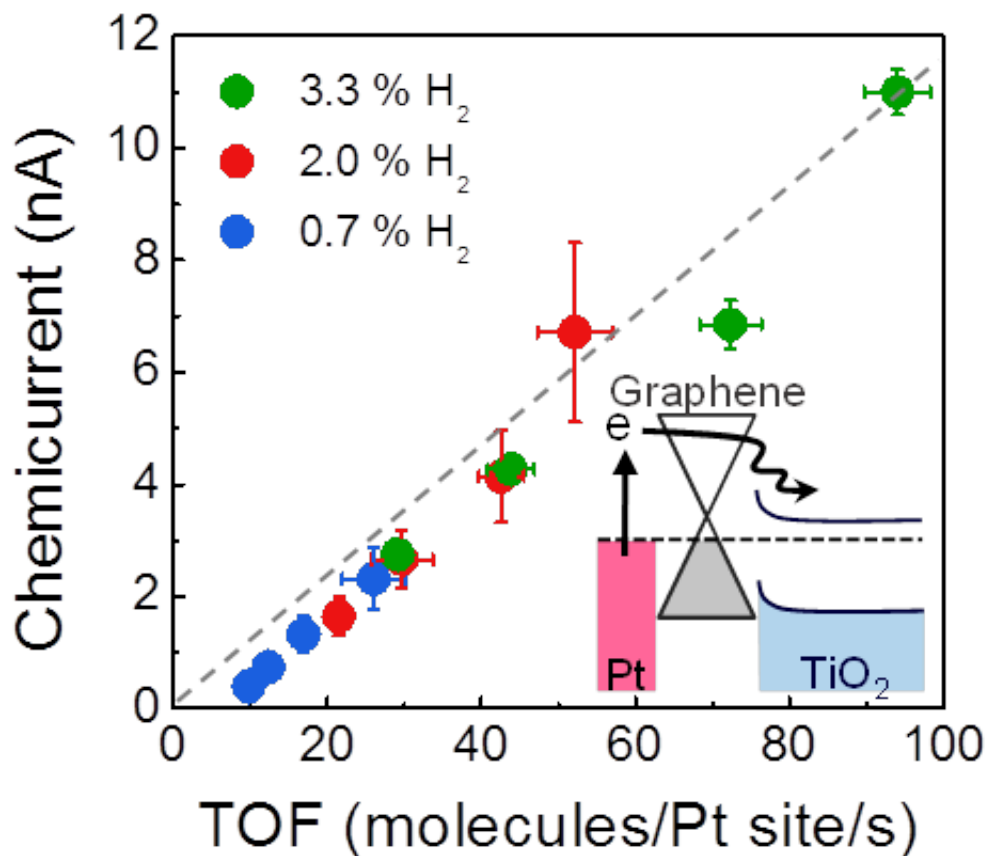 12
10
8
6
4
2
0
Chemicurrent (nA)
3.3 % H₂
2.0 % H₂
0.7 % H₂
Graphene
e
Pt
TiO₂
0 20 40 60 80 100
TOF (molecules/Pt site/s)